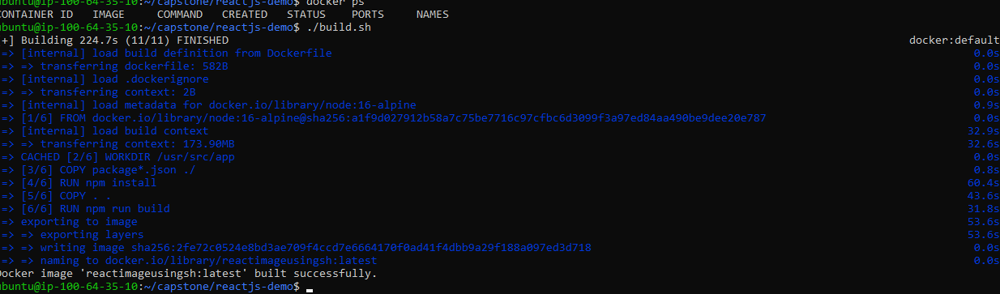 ubuntu@ip-100-64-35-10:~/capstone/reactjs-demo$ docker ps
CONTAINER ID   IMAGE     COMMAND   CREATED   STATUS    PORTS     NAMES
ubuntu@ip-100-64-35-10:~/capstone/reactjs-demo$ ./build.sh
+] Building 224.7s (11/11) FINISHED docker:default
=> [internal] load build definition from Dockerfile 0.0s
=> => transferring dockerfile: 582B 0.0s
=> [internal] load .dockerignore 0.0s
=> => transferring context: 2B 0.0s
=> [internal] load metadata for docker.io/library/node:16-alpine 0.9s
=> [1/6] FROM docker.io/library/node:16-alpine@sha256:a1f9d027912b58a7c75be7716c97cfbc6d3099f3a97ed84aa490be9dee20e787 0.0s
=> [internal] load build context 32.9s
=> => transferring context: 173.90MB 32.6s
=> CACHED [2/6] WORKDIR /usr/src/app 0.0s
=> [3/6] COPY package*.json ./ 0.8s
=> [4/6] RUN npm install 60.4s
=> [5/6] COPY . . 43.6s
=> [6/6] RUN npm run build 31.8s
=> exporting to image 53.6s
=> => exporting layers 53.6s
=> => writing image sha256:2fe72c0524e8bd3ae709f4ccd7e6664170f0ad41f4dbb9a29f188a097ed3d718 0.0s
=> => naming to docker.io/library/reactimageusingsh:latest 0.0s
Docker image 'reactimageusingsh:latest' built successfully.
ubuntu@ip-100-64-35-10:~/capstone/reactjs-demo$